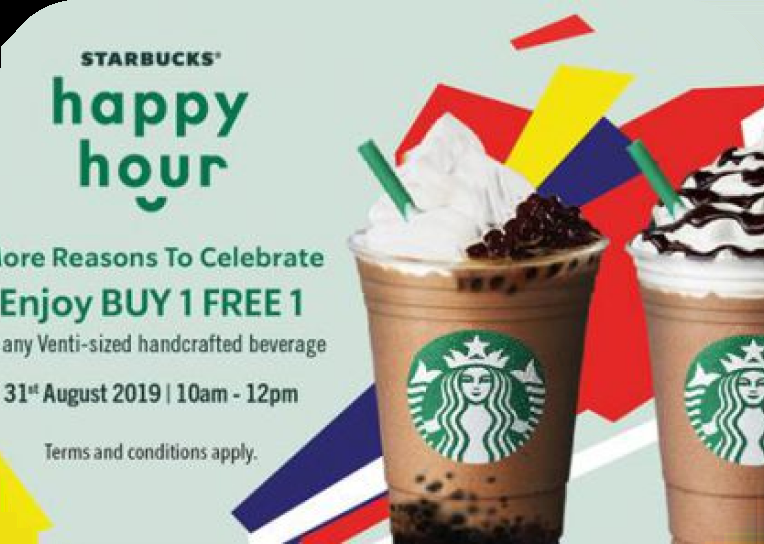 STARBUCKS®
happy
hour
More Reasons To Celebrate
Enjoy BUY 1 FREE 1
any Venti-sized handcrafted beverage
31st August 2019 | 10am - 12pm
Terms and conditions apply.